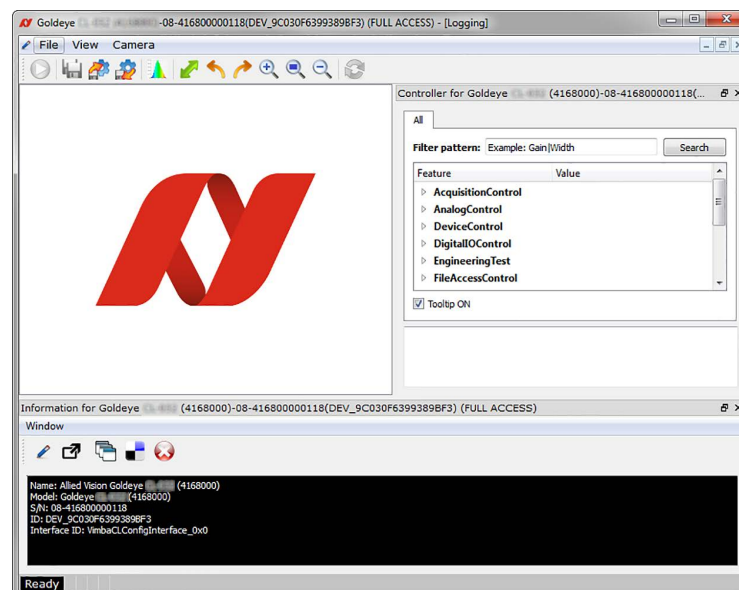 Goldeye -08-416800000118(DEV_9C030F6399389BF3) (FULL ACCESS) - [Logging]
File View Camera
Controller for Goldeye (4168000)-08-416800000118(...
All
Filter pattern: Example: Gain|Width Search
Feature Value
AcquisitionControl
AnalogControl
DeviceControl
DigitalIOControl
EngineeringTest
FileAccessControl
Tooltip ON
Information for Goldeye (4168000)-08-416800000118(DEV_9C030F6399389BF3) (FULL ACCESS)
Window
Name: Allied Vision Goldeye (4168000)
Model: Goldeye (4168000)
S/N: 08-416800000118
ID: DEV_9C030F6399389BF3
Interface ID: VimbaCLConfigInterface_0x0
Ready